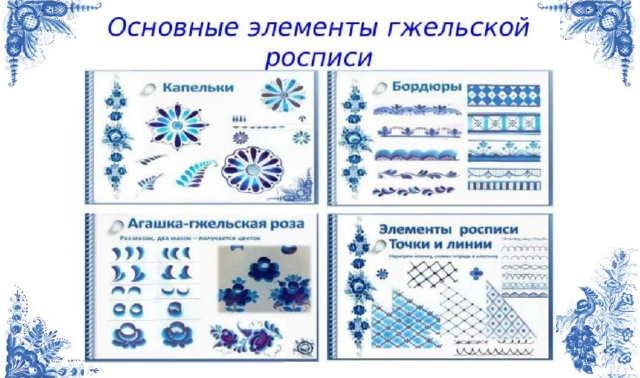 Основные элементы гжельской
росписи
Капельки
Бордюры
Агашка-гжельская роза
Раз мазок, два мазок – получается цветок
Элементы росписи
Точки и линии